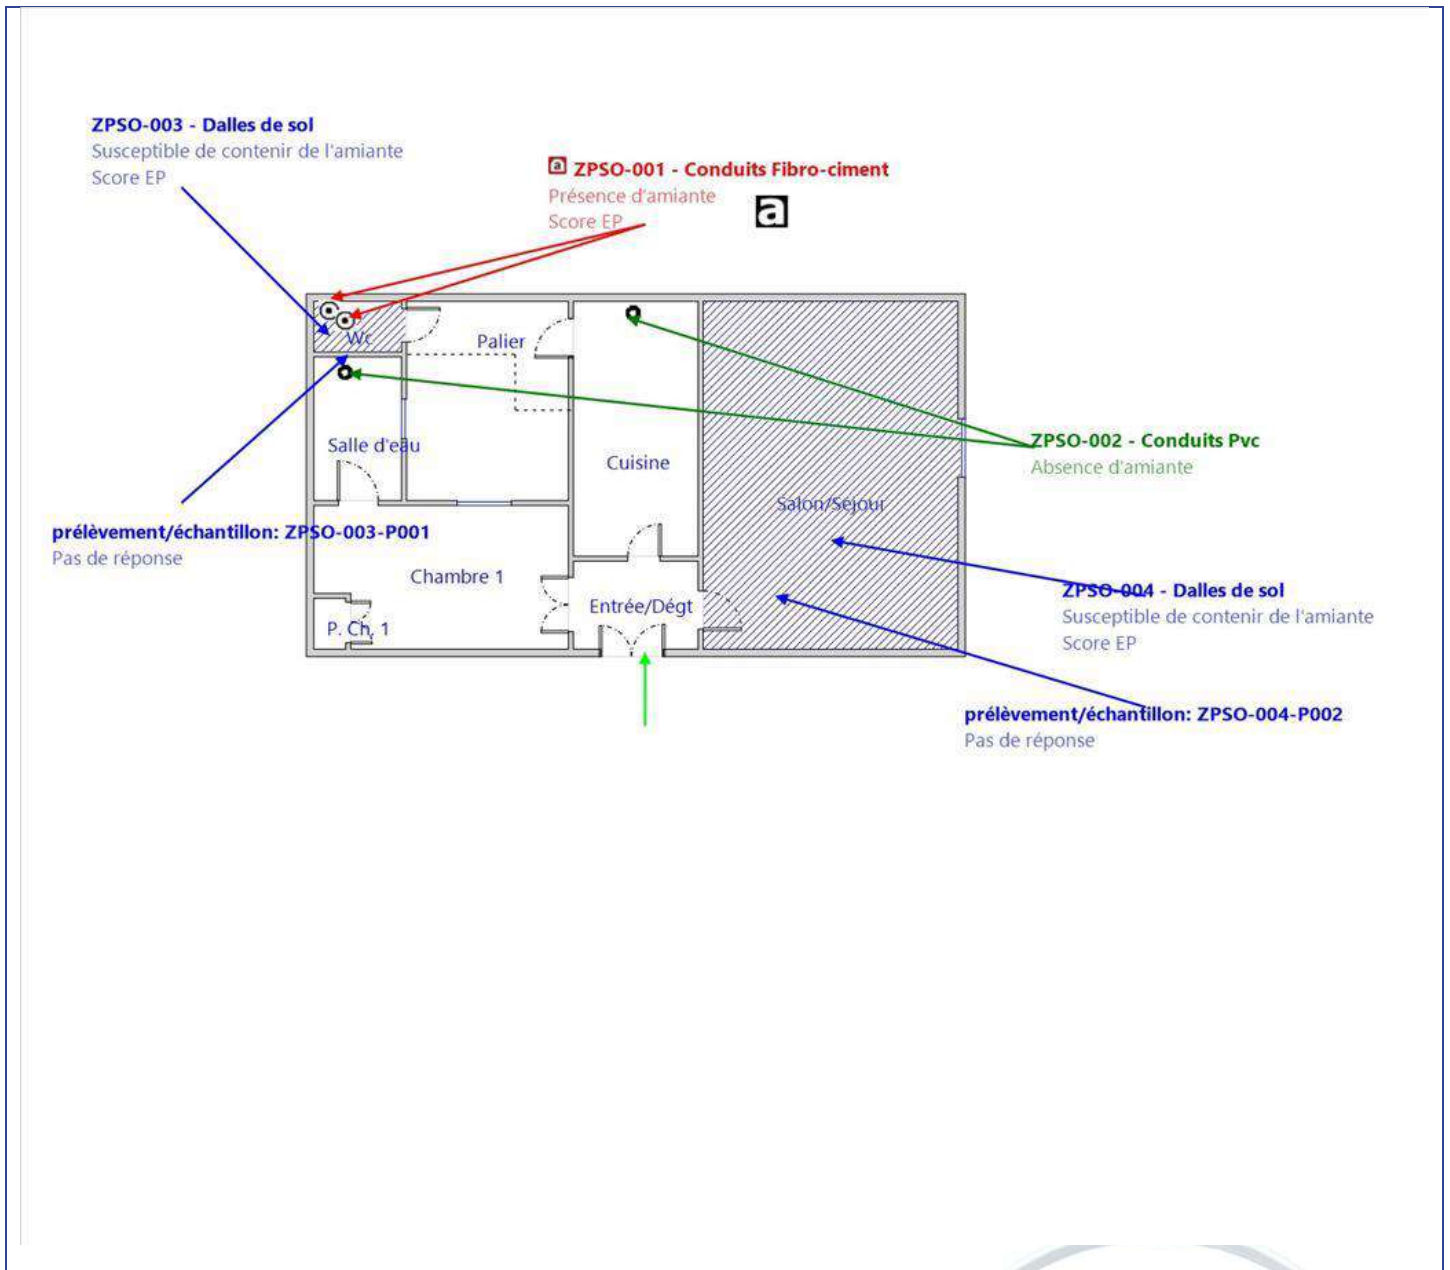 ZPSO-003 - Dalles de sol
Susceptible de contenir de l'amiante
Score EP
a ZPSO-001 - Conduits Fibro-ciment
Présence d'amiante
Score EP
a
Wc
Palier
Salle d'eau
Cuisine
ZPSO-002 - Conduits Pvc
Absence d'amiante
Salon/Séjour
prélèvement/échantillon: ZPSO-003-P001
Pas de réponse
Chambre 1
Entrée/Dégt
P. Ch. 1
ZPSO-004 - Dalles de sol
Susceptible de contenir de l'amiante
Score EP
prélèvement/échantillon: ZPSO-004-P002
Pas de réponse